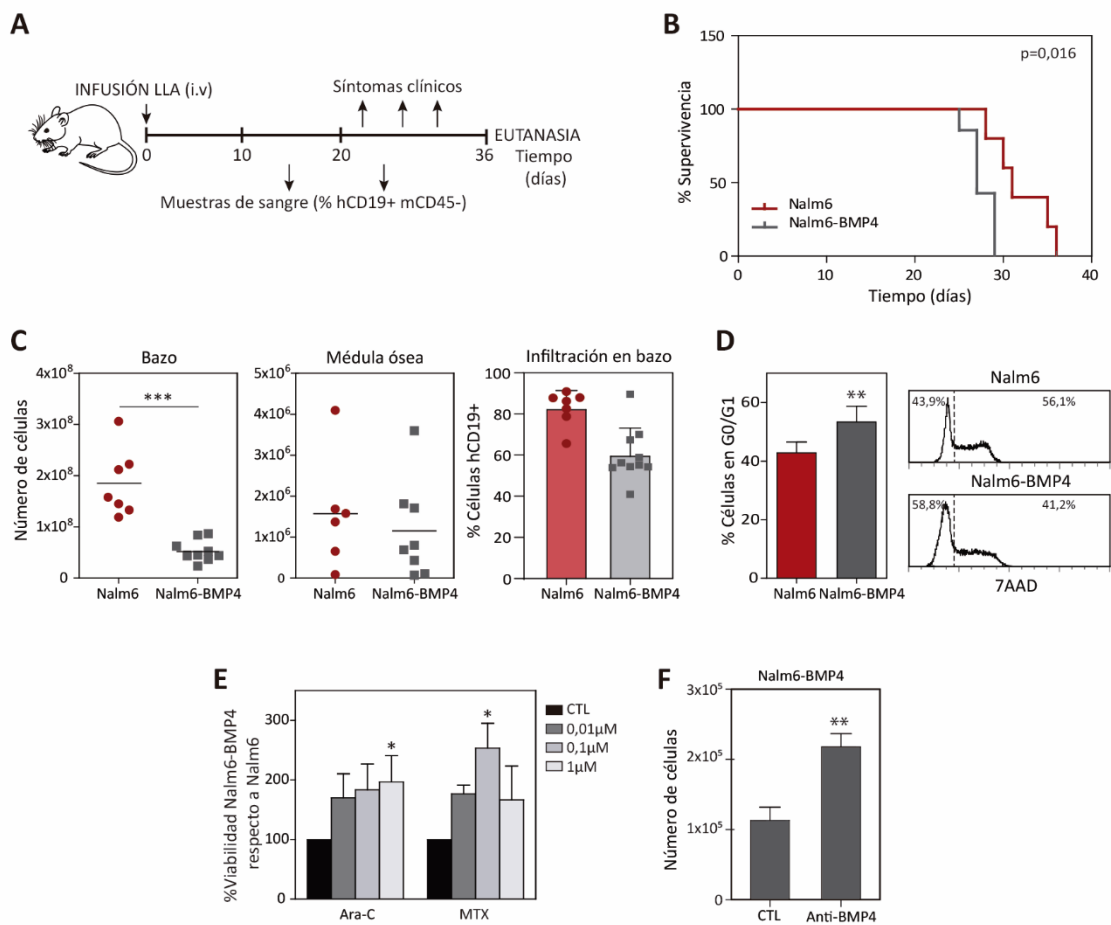 A
INFUSIÓN LLA (i.v)
Síntomas clínicos
0
10
20
36
EUTANASIA
Tiempo
(días)
Muestras de sangre (% hCD19+ mCD45-)
B
p=0,016
% Supervivencia
150
100
50
0
Nalm6
Nalm6-BMP4
0
10
20
30
40
Tiempo (días)
C
Bazo
Número de células
4x10⁸
3x10⁸
2x10⁸
1x10⁸
0
***
Nalm6
Nalm6-BMP4
Médula ósea
5x10⁶
4x10⁶
3x10⁶
2x10⁶
1x10⁶
0
Nalm6
Nalm6-BMP4
Infiltración en bazo
% Células hCD19+
100
80
60
40
20
0
Nalm6
Nalm6-BMP4
D
% Células en G0/G1
60
40
20
0
**
Nalm6
Nalm6-BMP4
Nalm6
43,9%
56,1%
Nalm6-BMP4
58,8%
41,2%
7AAD
E
%Viabilidad Nalm6-BMP4
respecto a Nalm6
300
200
100
0
*
*
CTL
0,01µM
0,1µM
1µM
Ara-C
MTX
F
Nalm6-BMP4
Número de células
3x10⁵
2x10⁵
1x10⁵
0
**
CTL
Anti-BMP4